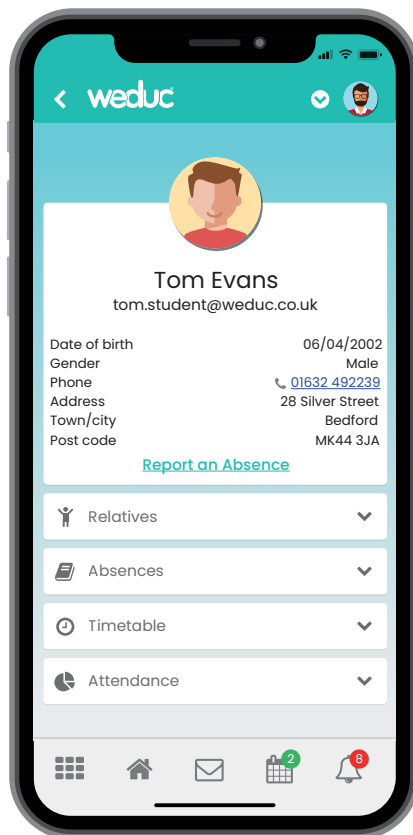 weduc
Tom Evans
tom.student@weduc.co.uk
Date of birth 06/04/2002
Gender Male
Phone 01632 492239
Address 28 Silver Street
Town/city Bedford
Post code MK44 3JA
Report an Absence
Relatives
Absences
Timetable
Attendance
2
8